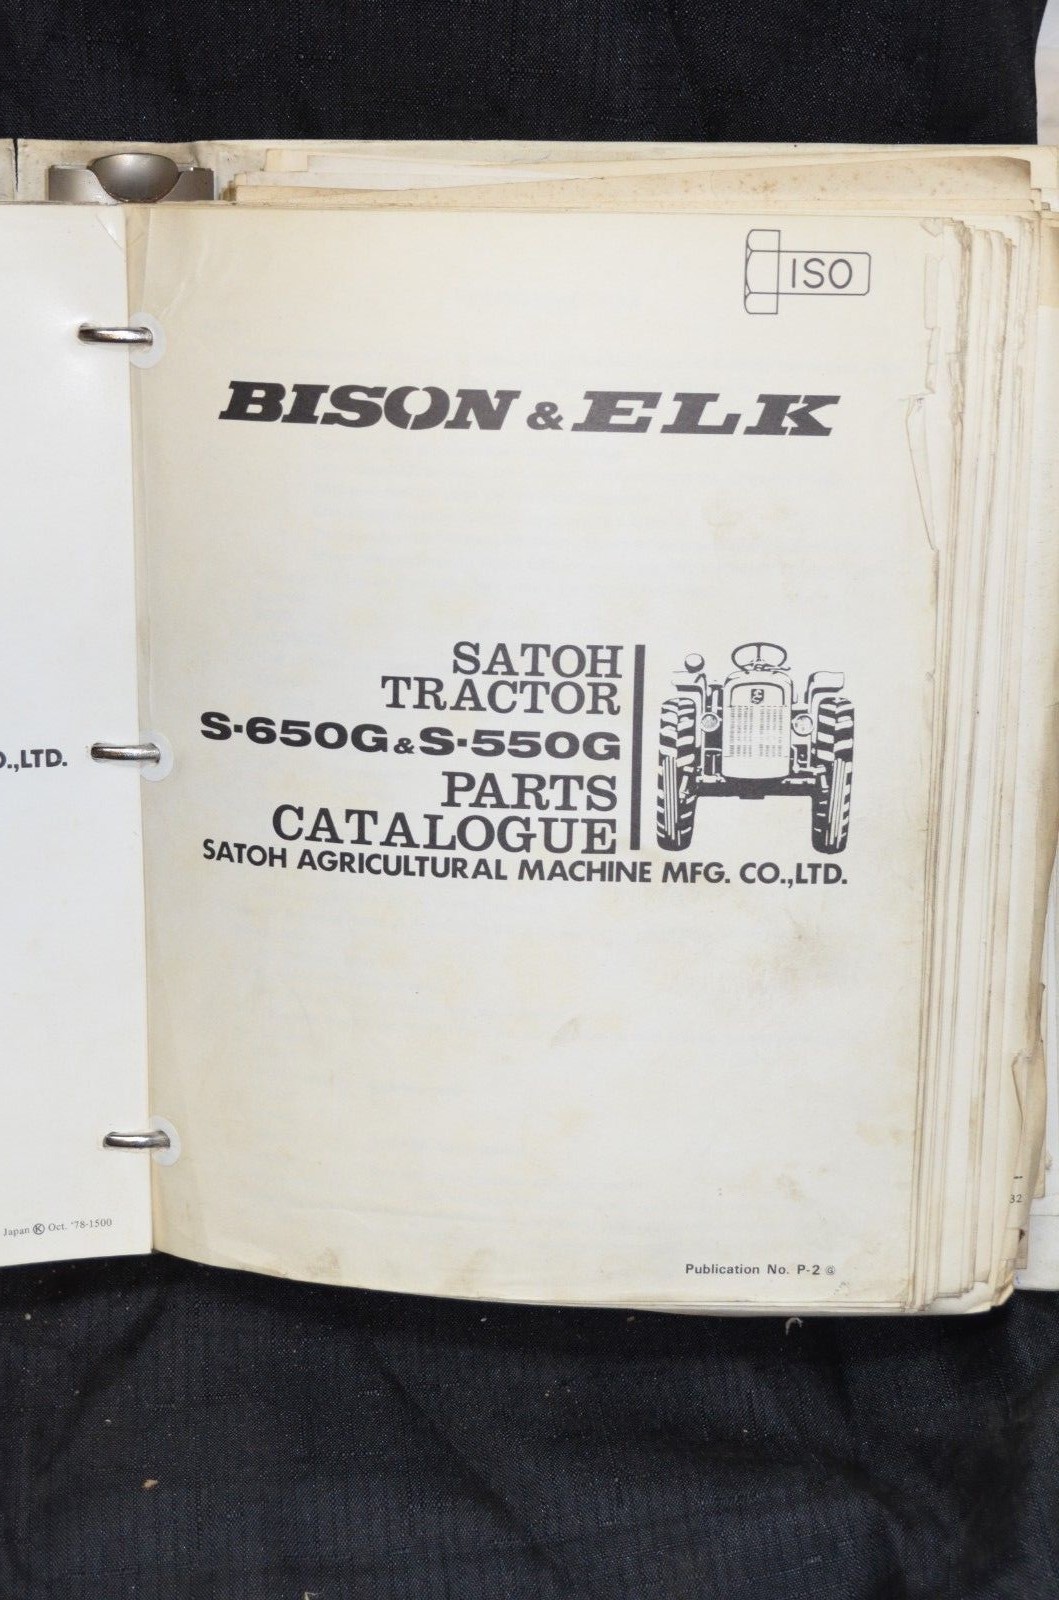 O.,LTD.
Japan Ⓚ Oct. '78-1500
ISO
BISON & ELK
SATOH
TRACTOR
S-650G & S-550G
PARTS
CATALOGUE
SATOH AGRICULTURAL MACHINE MFG. CO.,LTD.
Publication No. P-2 Ⓖ
32